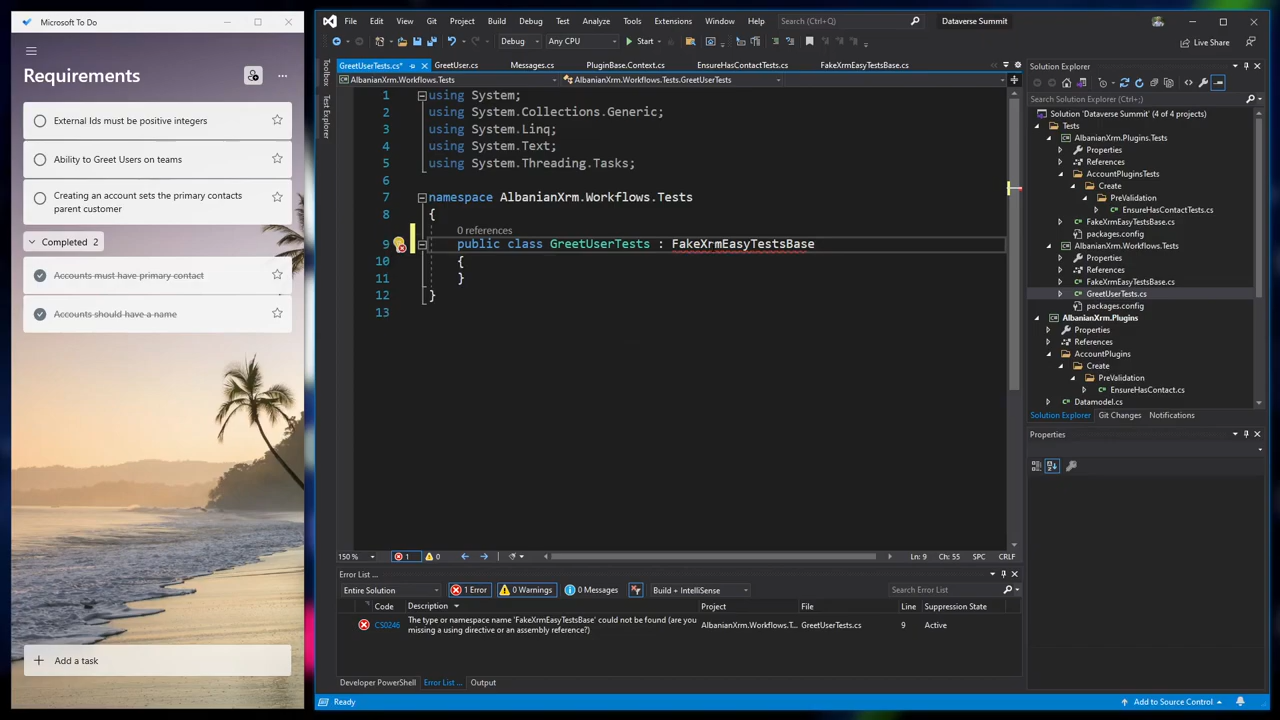 Microsoft To Do
Requirements
External Ids must be positive integers
Ability to Greet Users on teams
Creating an account sets the primary contacts
parent customer
Completed 2
Accounts must have primary contact
Accounts should have a name
Add a task
File Edit View Git Project Build Debug Test Analyze Tools Extensions Window Help Search (Ctrl+Q) Dataverse Summit
Debug Any CPU Start Live Share
Toolbox
Test Explorer
GreetUserTests.cs* GreetUser.cs Messages.cs PluginBase.Context.cs EnsureHasContactTests.cs FakeXrmEasyTestsBase.cs
AlbanianXrm.Workflows.Tests AlbanianXrm.Workflows.Tests.GreetUserTests
1 using System;
2 using System.Collections.Generic;
3 using System.Linq;
4 using System.Text;
5 using System.Threading.Tasks;
6
7 namespace AlbanianXrm.Workflows.Tests
8 {
0 references
9 public class GreetUserTests : FakeXrmEasyTestsBase
10 {
11 }
12 }
13
150 % 1 0 Ln: 9 Ch: 55 SPC CRLF
Error List ...
Entire Solution 1 Error 0 Warnings 0 Messages Build + IntelliSense Search Error List
Code Description Project File Line Suppression State
CS0246 The type or namespace name 'FakeXrmEasyTestsBase' could not be found (are you missing a using directive or an assembly reference?) AlbanianXrm.Workflows.T... GreetUserTests.cs 9 Active
Developer PowerShell Error List ... Output
Ready Add to Source Control
Solution Explorer
Search Solution Explorer (Ctrl+;)
Solution 'Dataverse Summit' (4 of 4 projects)
Tests
AlbanianXrm.Plugins.Tests
Properties
References
AccountPluginsTests
Create
PreValidation
EnsureHasContactTests.cs
FakeXrmEasyTestsBase.cs
packages.config
AlbanianXrm.Workflows.Tests
Properties
References
FakeXrmEasyTestsBase.cs
GreetUserTests.cs
packages.config
AlbanianXrm.Plugins
Properties
References
AccountPlugins
Create
PreValidation
EnsureHasContact.cs
Datamodel.cs
Solution Explorer Git Changes Notifications
Properties